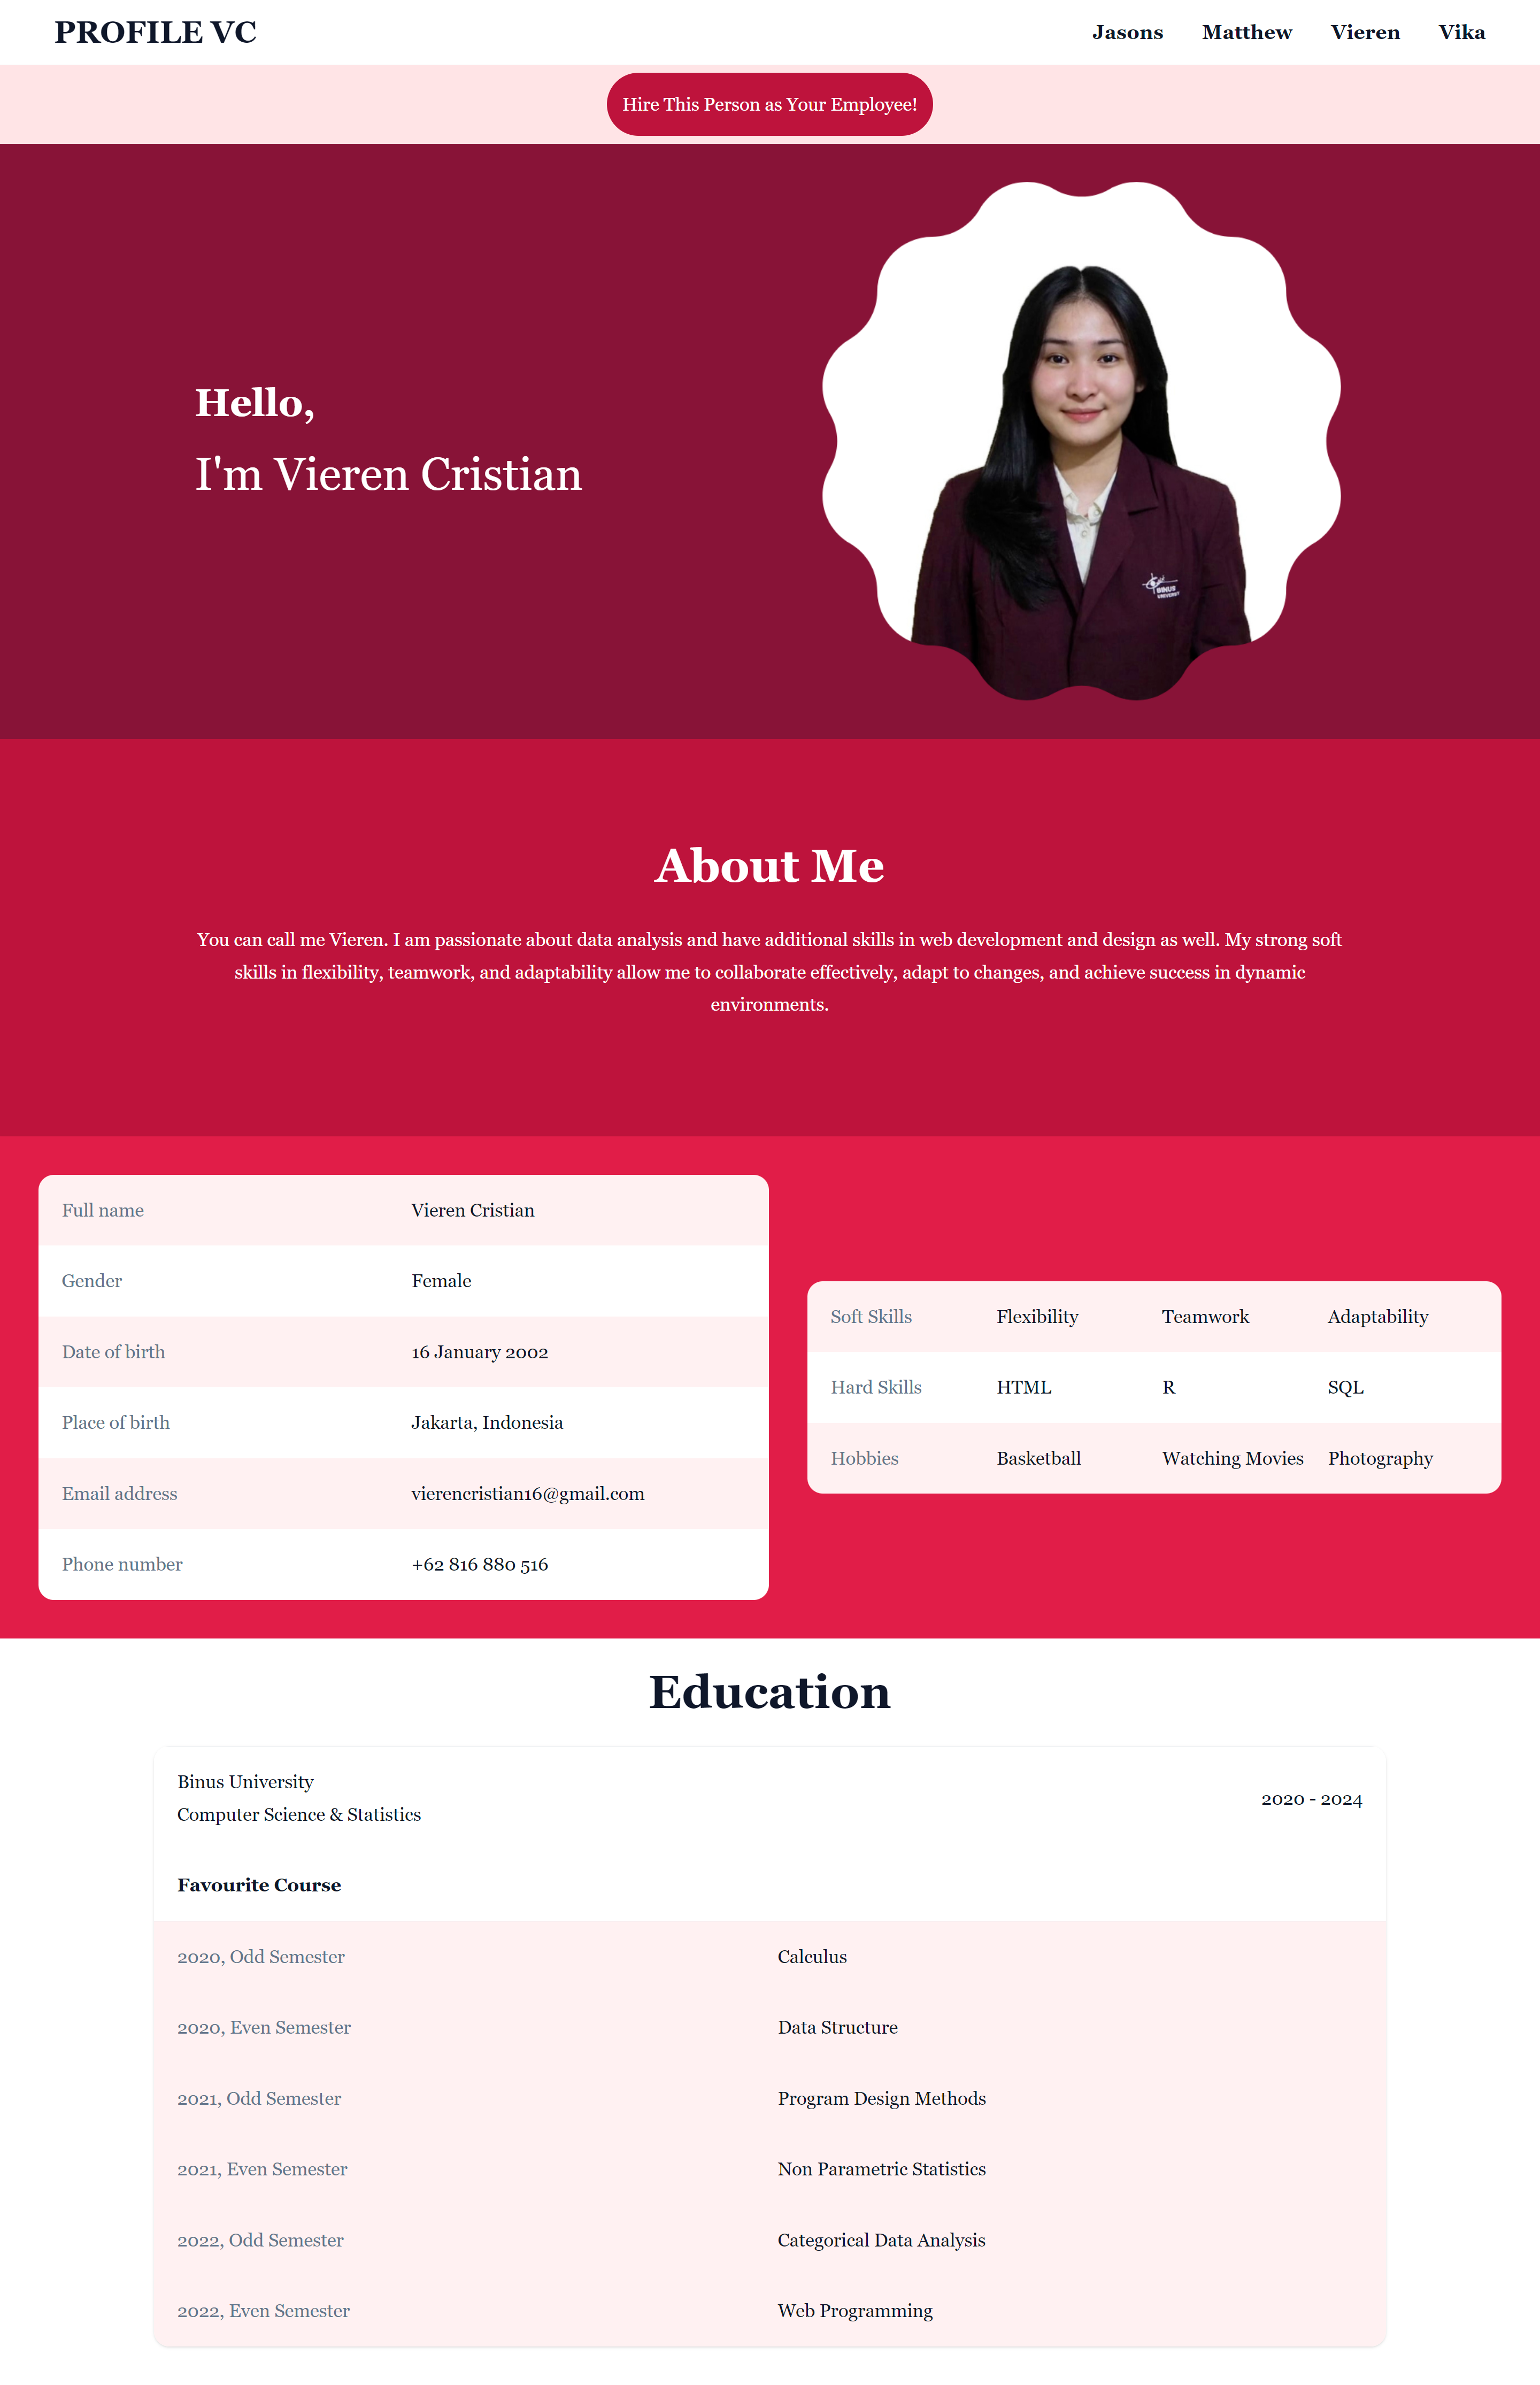 PROFILE VC
Jasons Matthew Vieren Vika
Hire This Person as Your Employee!
Hello,
I'm Vieren Cristian
BINUS
UNIVERSITY
About Me
You can call me Vieren. I am passionate about data analysis and have additional skills in web development and design as well. My strong soft
skills in flexibility, teamwork, and adaptability allow me to collaborate effectively, adapt to changes, and achieve success in dynamic
environments.
Full name Vieren Cristian
Gender Female
Date of birth 16 January 2002
Place of birth Jakarta, Indonesia
Email address vierencristian16@gmail.com
Phone number +62 816 880 516
Soft Skills Flexibility Teamwork Adaptability
Hard Skills HTML R SQL
Hobbies Basketball Watching Movies Photography
Education
Binus University
Computer Science & Statistics
2020 - 2024
Favourite Course
2020, Odd Semester Calculus
2020, Even Semester Data Structure
2021, Odd Semester Program Design Methods
2021, Even Semester Non Parametric Statistics
2022, Odd Semester Categorical Data Analysis
2022, Even Semester Web Programming